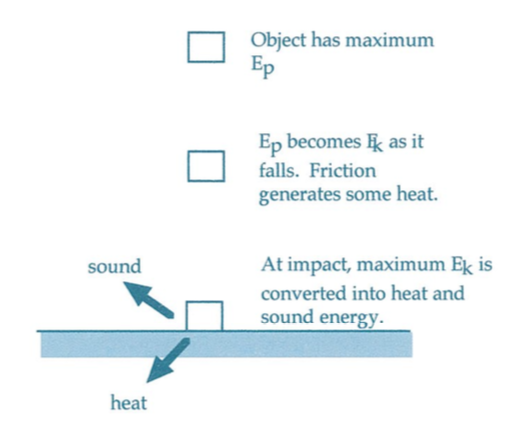 Object has maximum
Ep
Ep becomes Ek as it
falls. Friction
generates some heat.
sound
At impact, maximum Ek is
converted into heat and
sound energy.
heat